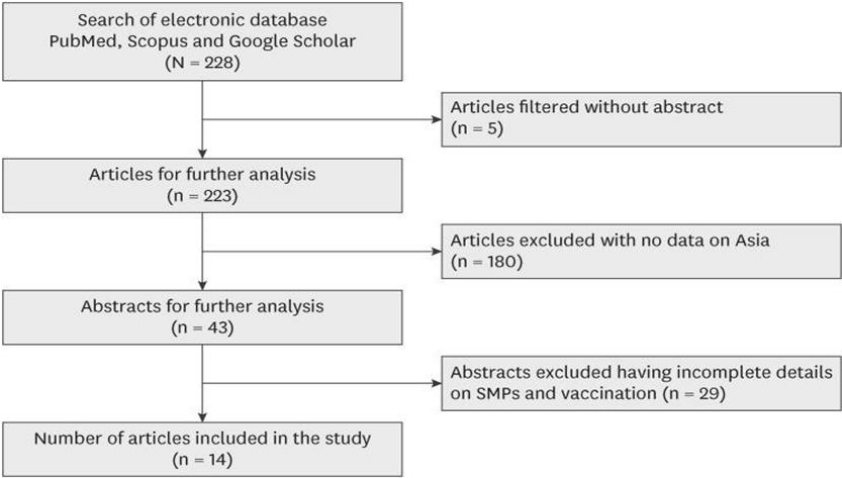 Search of electronic database
PubMed, Scopus and Google Scholar
(N = 228)
Articles filtered without abstract
(n = 5)
Articles for further analysis
(n = 223)
Articles excluded with no data on Asia
(n = 180)
Abstracts for further analysis
(n = 43)
Abstracts excluded having incomplete details
on SMPs and vaccination (n = 29)
Number of articles included in the study
(n = 14)